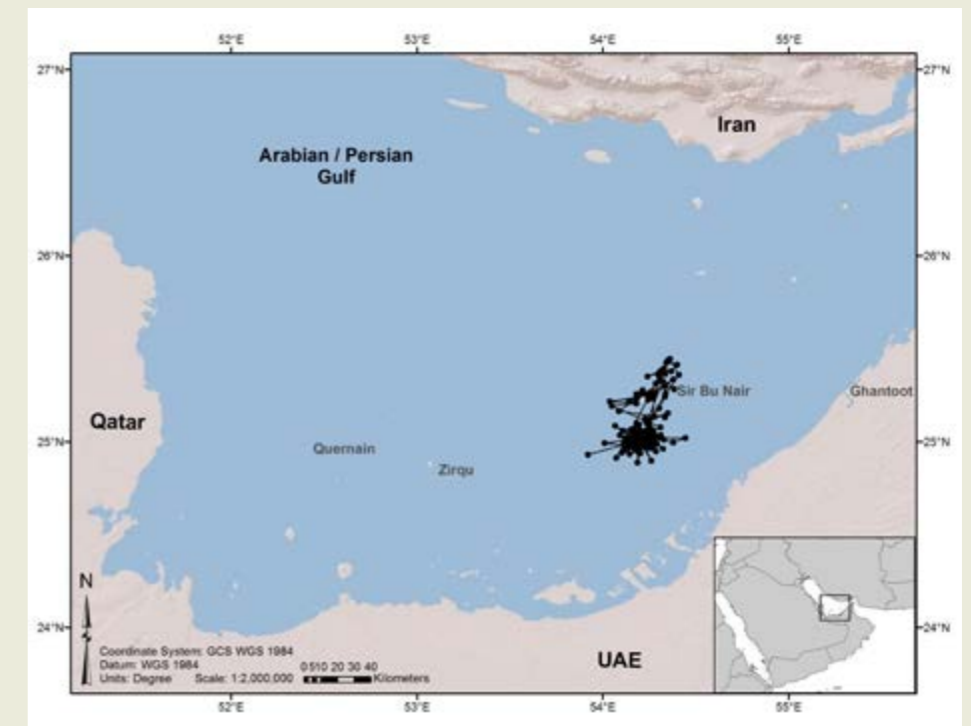 52°E 53°E 54°E 55°E
27°N 27°N
Iran
Arabian / Persian
Gulf
26°N 26°N
Sir Bu Nair Ghantoot
Qatar
25°N 25°N
Quernain
Zirqu
N
24°N 24°N
Coordinate System: GCS WGS 1984
Datum: WGS 1984
Units: Degree Scale: 1:2,000,000
0 510 20 30 40
Kilometers
UAE
52°E 53°E 54°E 55°E